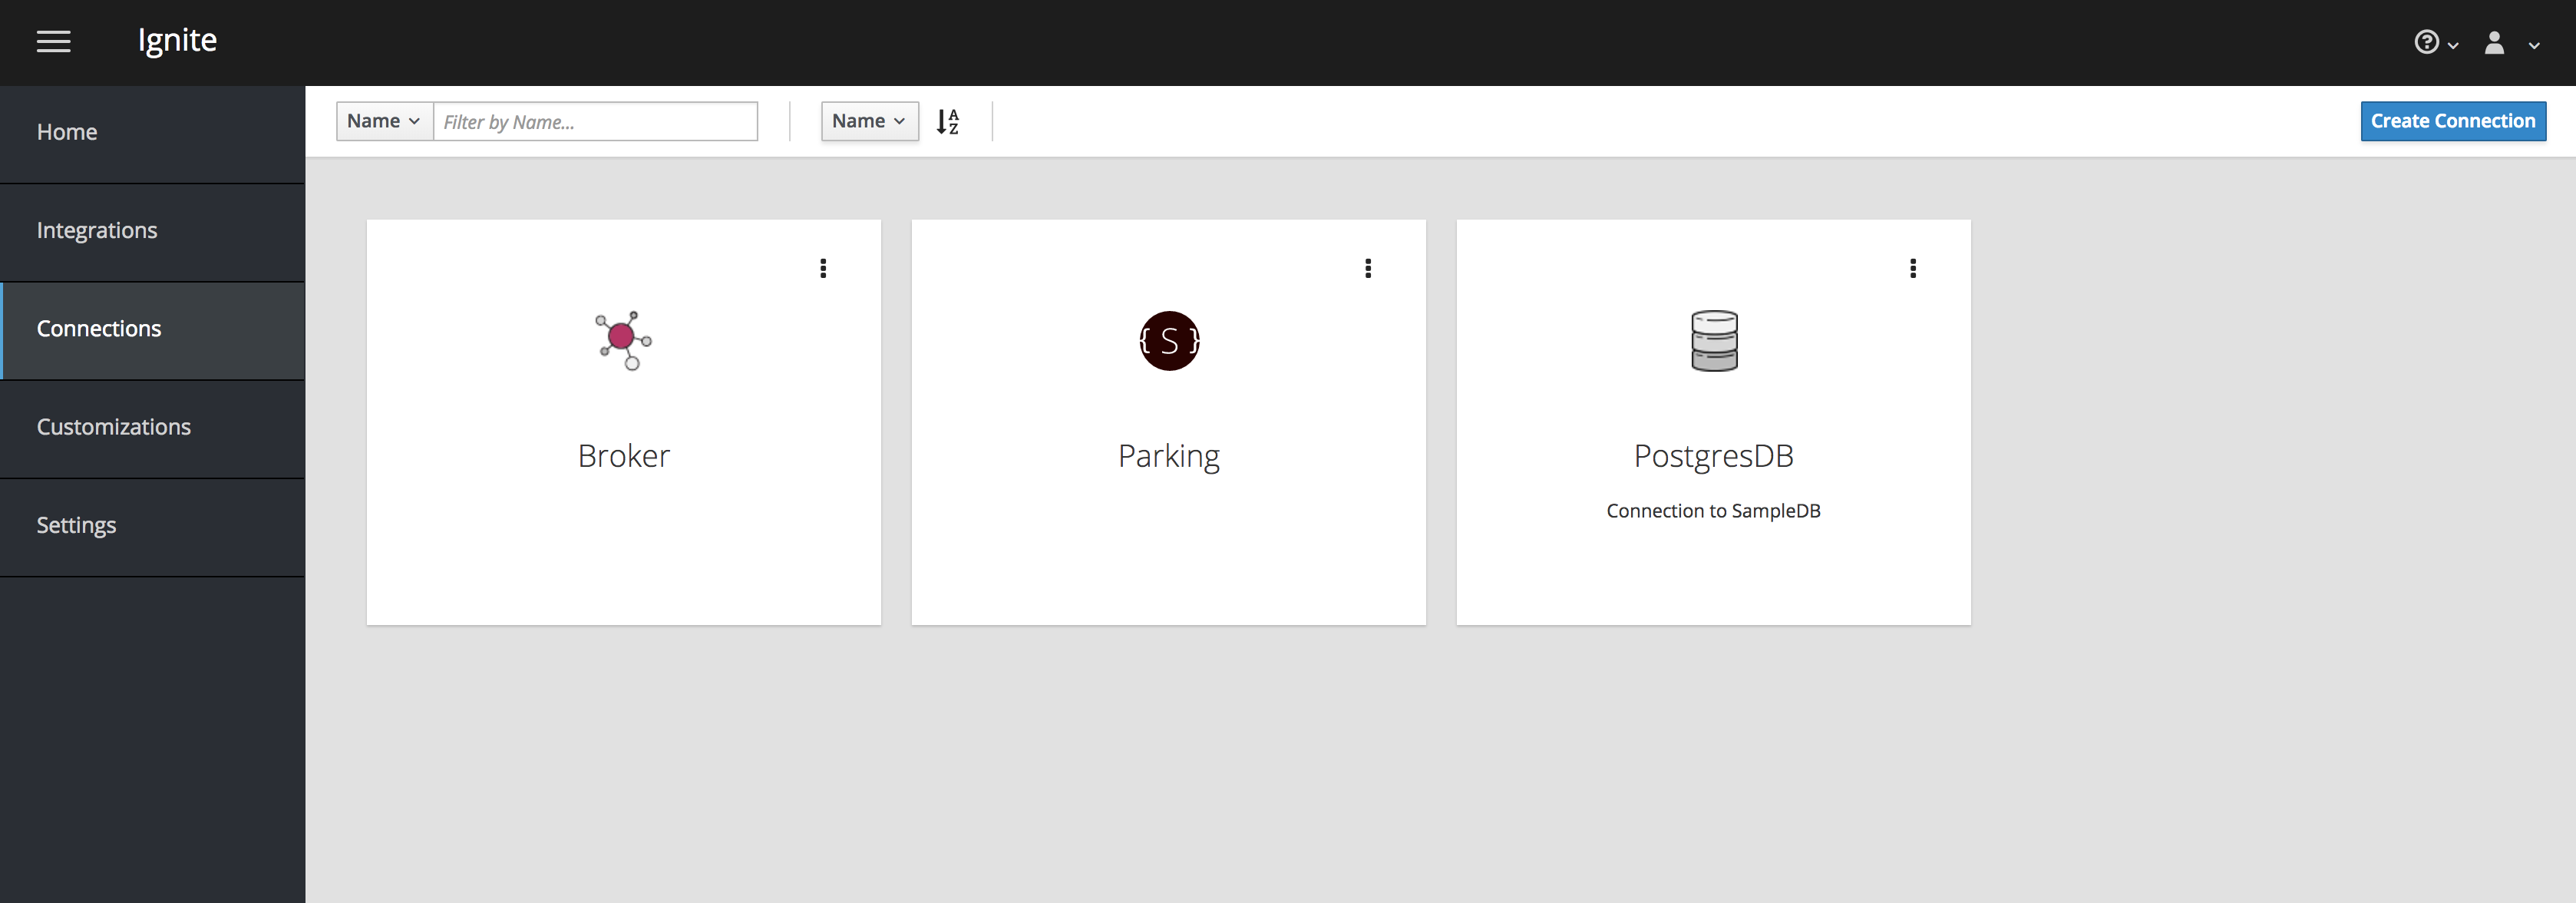 Ignite
Home
Integrations
Connections
Customizations
Settings
Name Filter by Name... Name A Z Create Connection
Broker
{ S }
Parking
PostgresDB
Connection to SampleDB